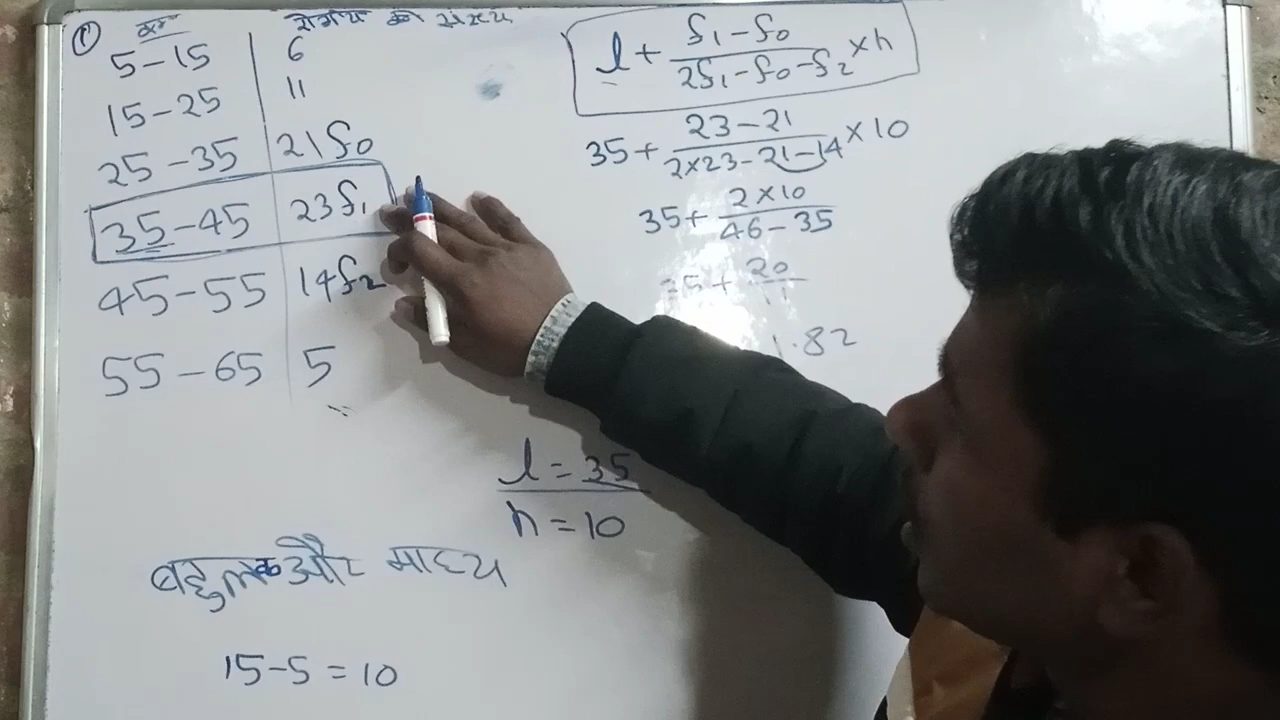 ① वर्ग रोगीयों की संख्या
5-15 6
15-25 11
25-35 21 f₀
35-45 23 f₁
45-55 14 f₂
55-65 5
l + (f₁-f₀)/(2f₁-f₀-f₂) × h
35 + (23-21)/(2×23-21-14) × 10
35 + (2×10)/(46-35)
5 + 20/11
1.82
l = 35
h = 10
बहुलक और माध्य
15-5 = 10